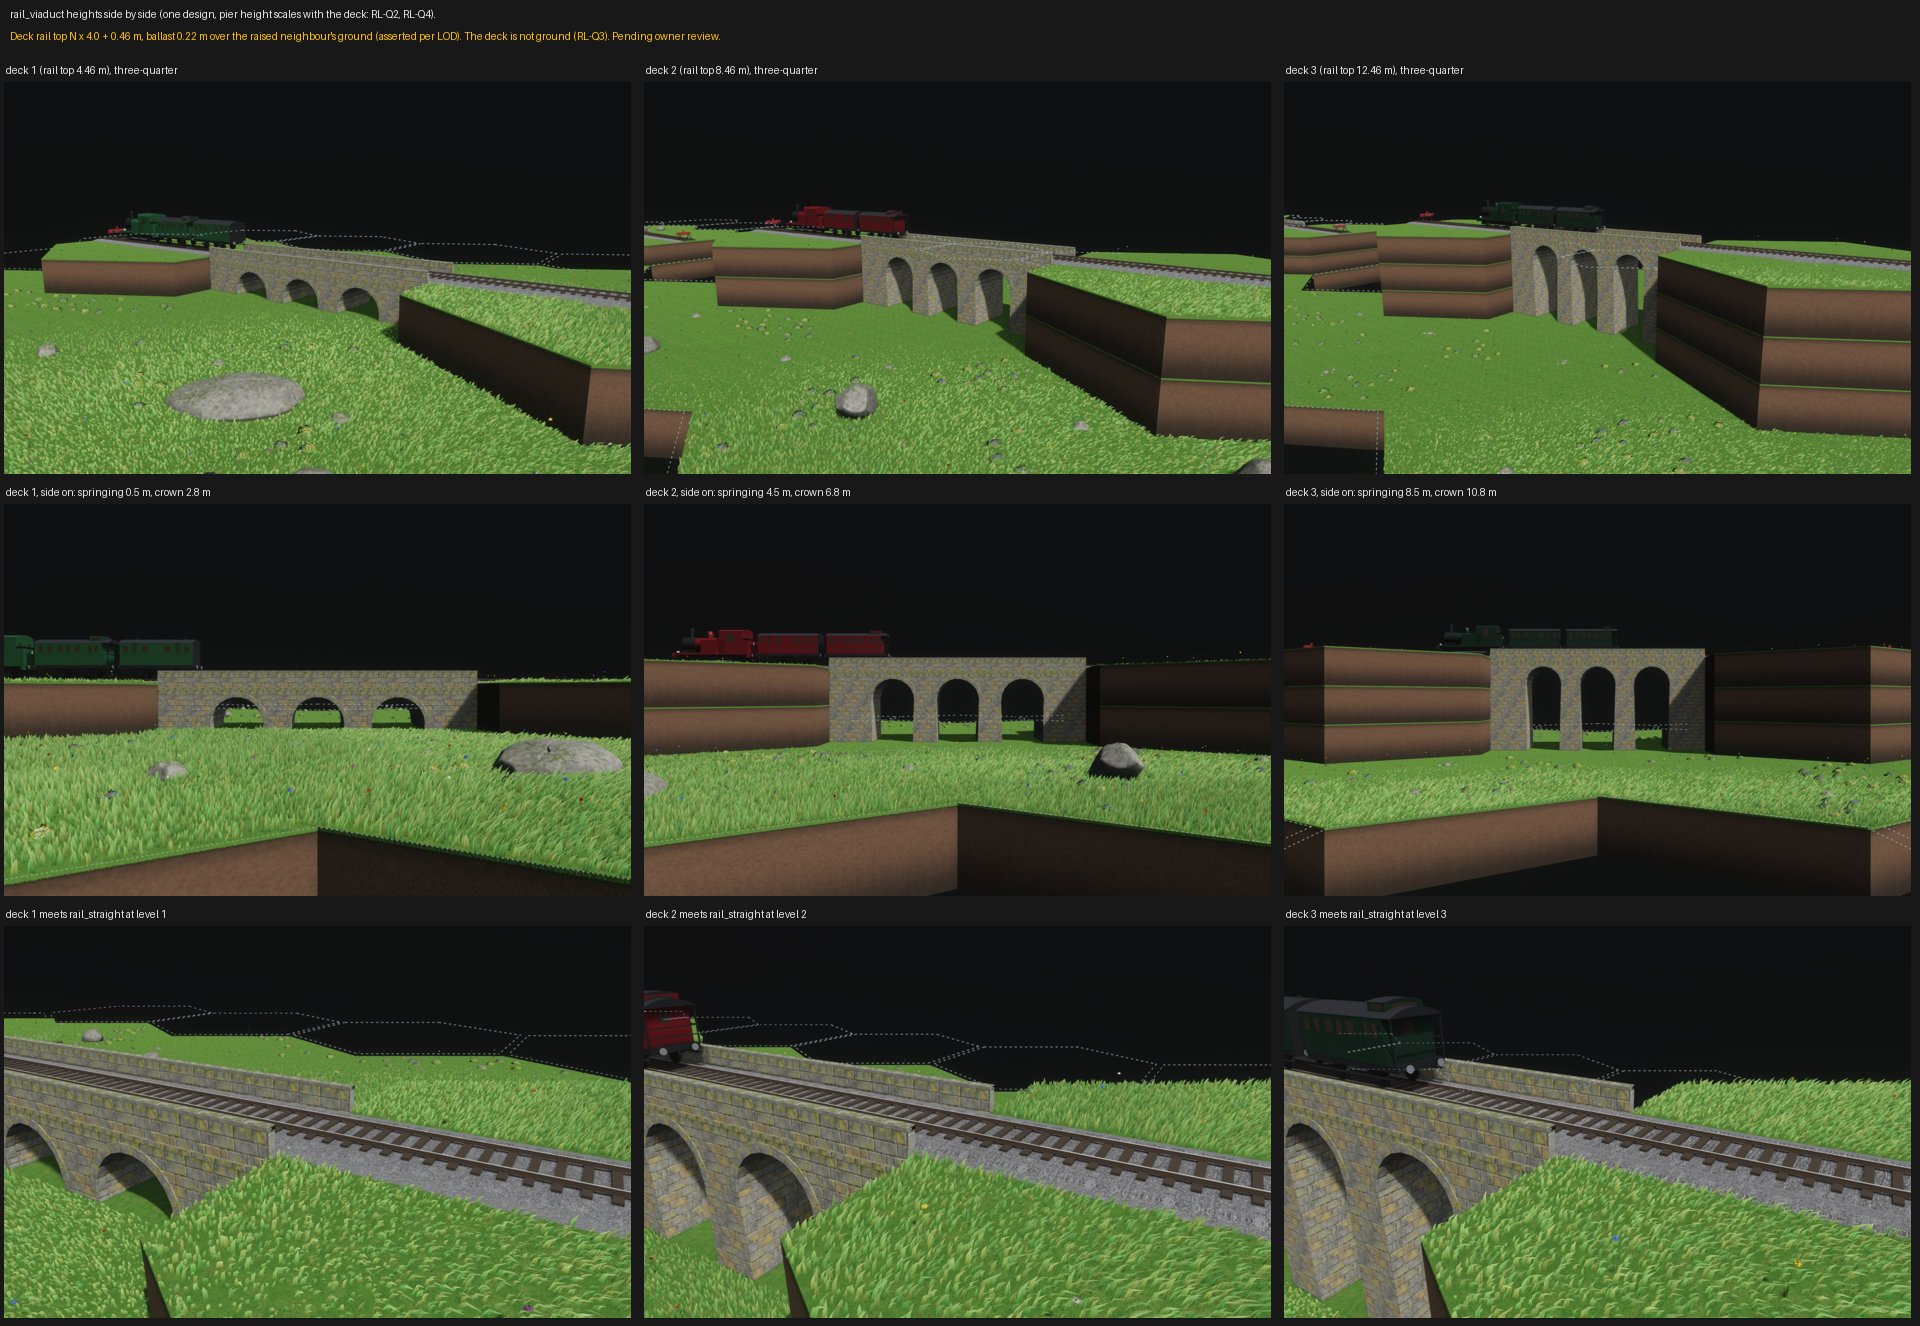 rail_viaduct heights side by side (one design, pier height scales with the deck: RL-Q2, RL-Q4).
Deck rail top N x 4.0 + 0.46 m, ballast 0.22 m over the raised neighbour's ground (asserted per LOD). The deck is not ground (RL-Q3). Pending owner review.
deck 1 (rail top 4.46 m), three-quarter
deck 2 (rail top 8.46 m), three-quarter
deck 3 (rail top 12.46 m), three-quarter
deck 1, side on: springing 0.5 m, crown 2.8 m
deck 2, side on: springing 4.5 m, crown 6.8 m
deck 3, side on: springing 8.5 m, crown 10.8 m
deck 1 meets rail_straight at level 1
deck 2 meets rail_straight at level 2
deck 3 meets rail_straight at level 3